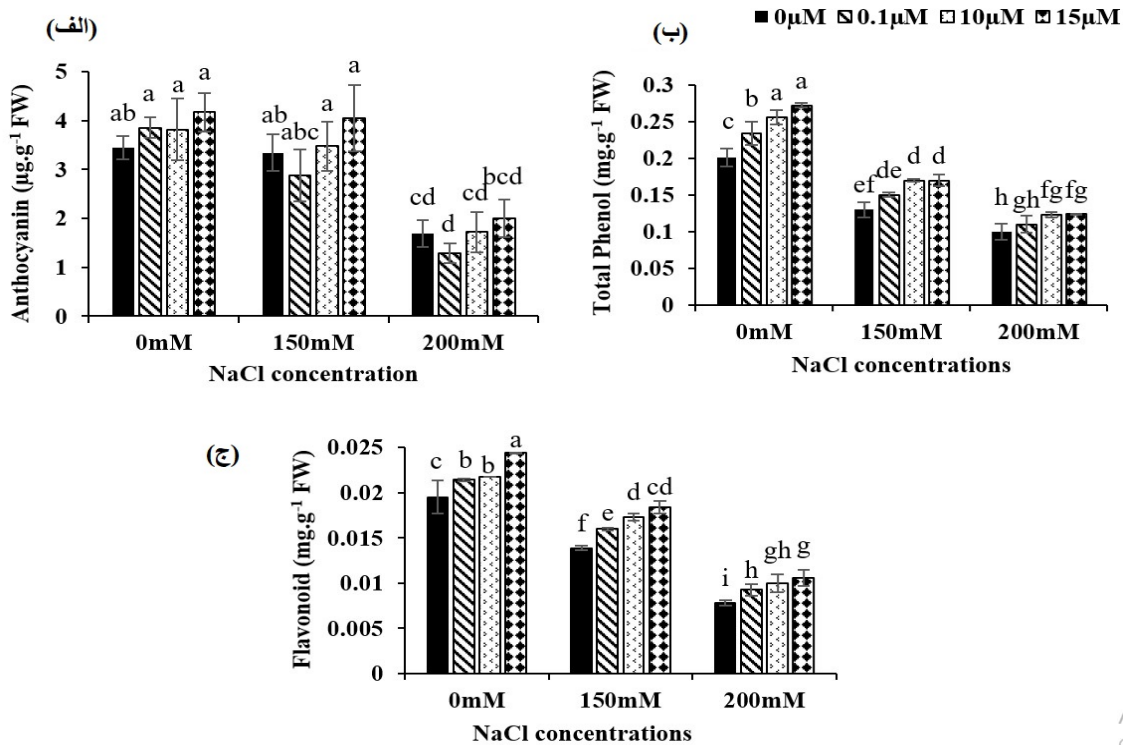 0µM 0.1µM 10µM 15µM
(الف)
Anthocyanin (µg.g⁻¹ FW)
5
4
3
2
1
0
ab a a a
ab abc a a
cd d cd bcd
0mM 150mM 200mM
NaCl concentration
(ب)
Total Phenol (mg.g⁻¹ FW)
0.3
0.25
0.2
0.15
0.1
0.05
0
c b a a
ef de d d
h gh fg fg
0mM 150mM 200mM
NaCl concentrations
(ج)
Flavonoid (mg.g⁻¹ FW)
0.025
0.02
0.015
0.01
0.005
0
c b b a
f e d cd
i h gh g
0mM 150mM 200mM
NaCl concentrations